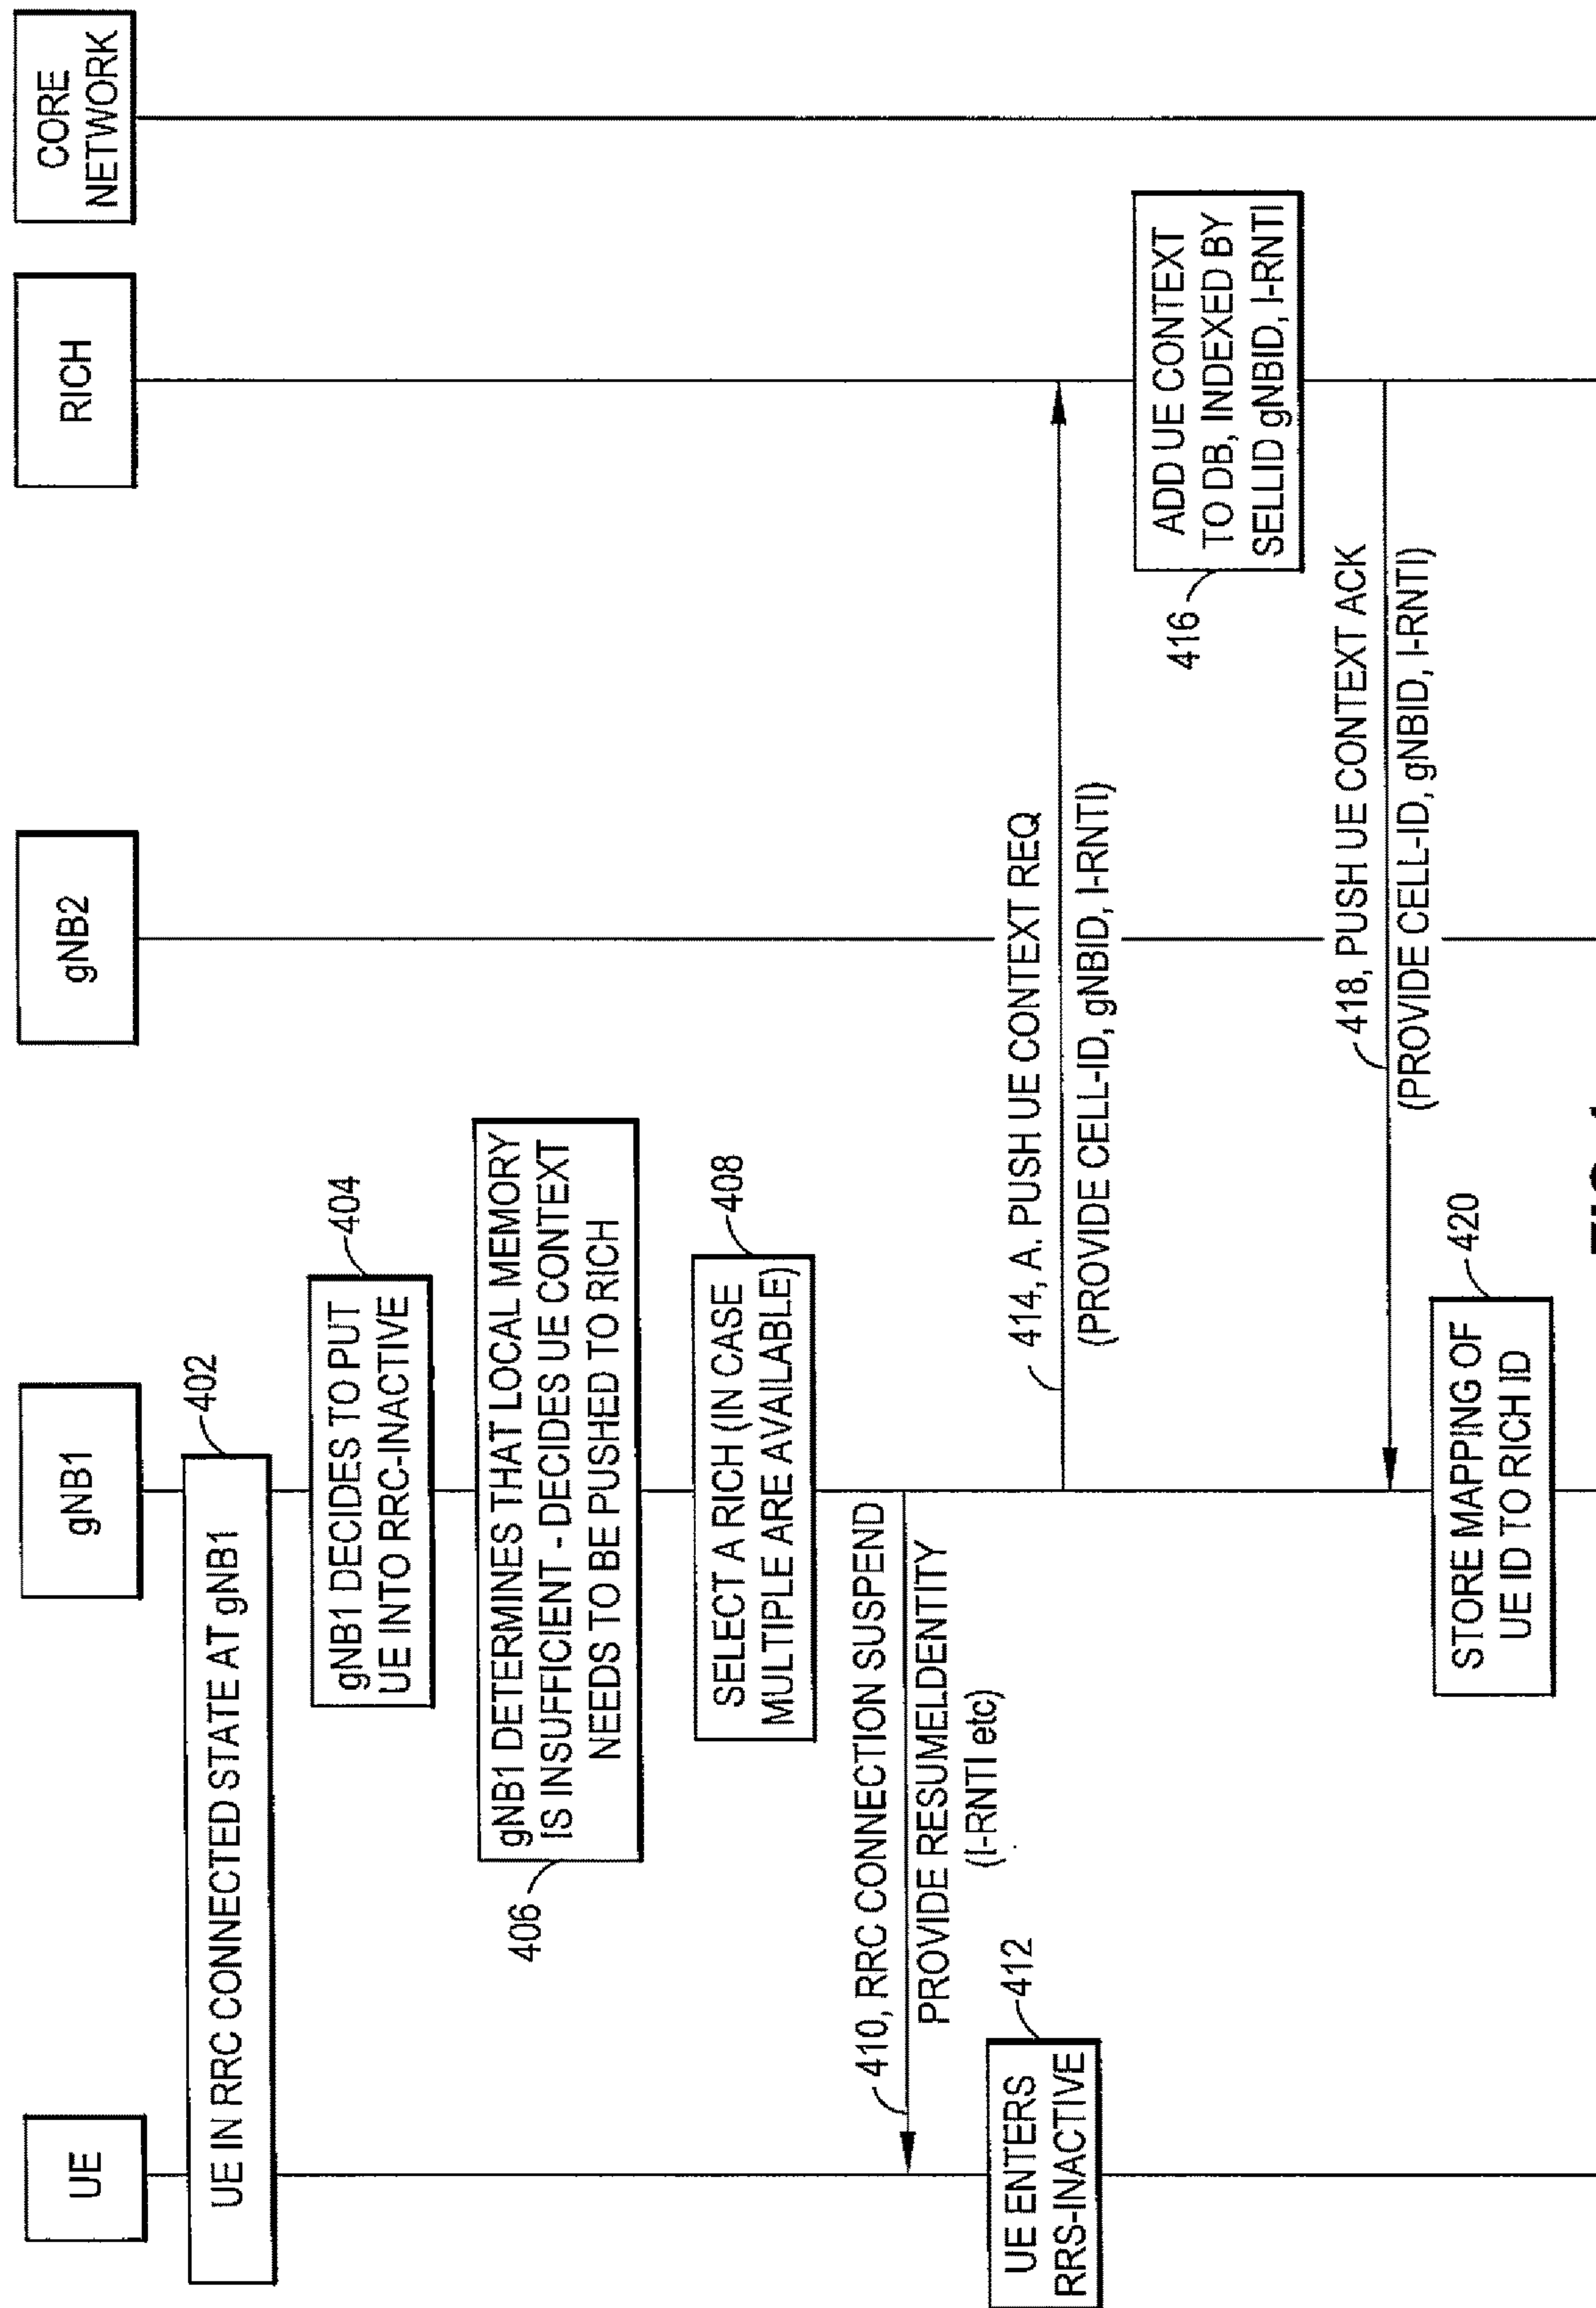 UE
gNB1
gNB2
RICH
CORE
NETWORK
UE IN RRC CONNECTED STATE AT gNB1
402
gNB1 DECIDES TO PUT
UE INTO RRC-INACTIVE
404
gNB1 DETERMINES THAT LOCAL MEMORY
IS INSUFFICIENT - DECIDES UE CONTEXT
NEEDS TO BE PUSHED TO RICH
406
SELECT A RICH (IN CASE
MULTIPLE ARE AVAILABLE)
408
410, RRC CONNECTION SUSPEND
PROVIDE RESUMELDENTITY
(I-RNTI etc)
UE ENTERS
RRS-INACTIVE
412
414, A. PUSH UE CONTEXT REQ
(PROVIDE CELL-ID, gNBID, I-RNTI)
ADD UE CONTEXT
TO DB, INDEXED BY
SELLID gNBID, I-RNTI
416
418, PUSH UE CONTEXT ACK
(PROVIDE CELL-ID, gNBID, I-RNTI)
STORE MAPPING OF
UE ID TO RICH ID
420